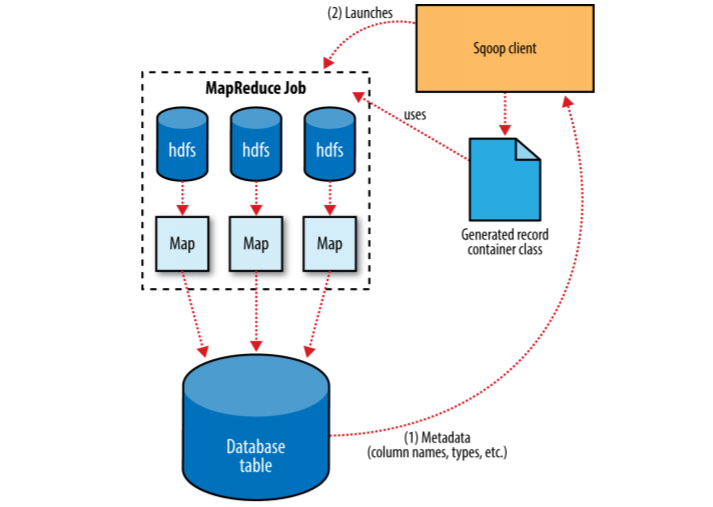 (2) Launches
Sqoop client
MapReduce Job
uses
hdfs
hdfs
hdfs
Map
Map
Map
Generated record
container class
(1) Metadata
(column names, types, etc.)
Database
table